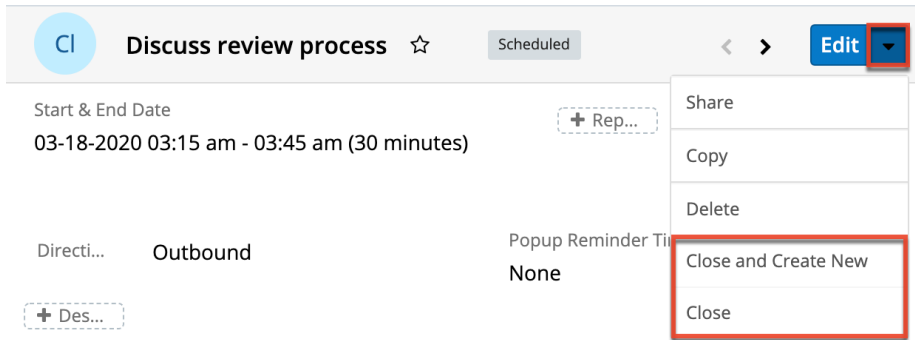 Cl Discuss review process Scheduled Edit
Share
Start & End Date
+ Rep...
03-18-2020 03:15 am - 03:45 am (30 minutes)
Copy
Delete
Directi... Outbound
Popup Reminder Ti
None
Close and Create New
Close
+ Des...